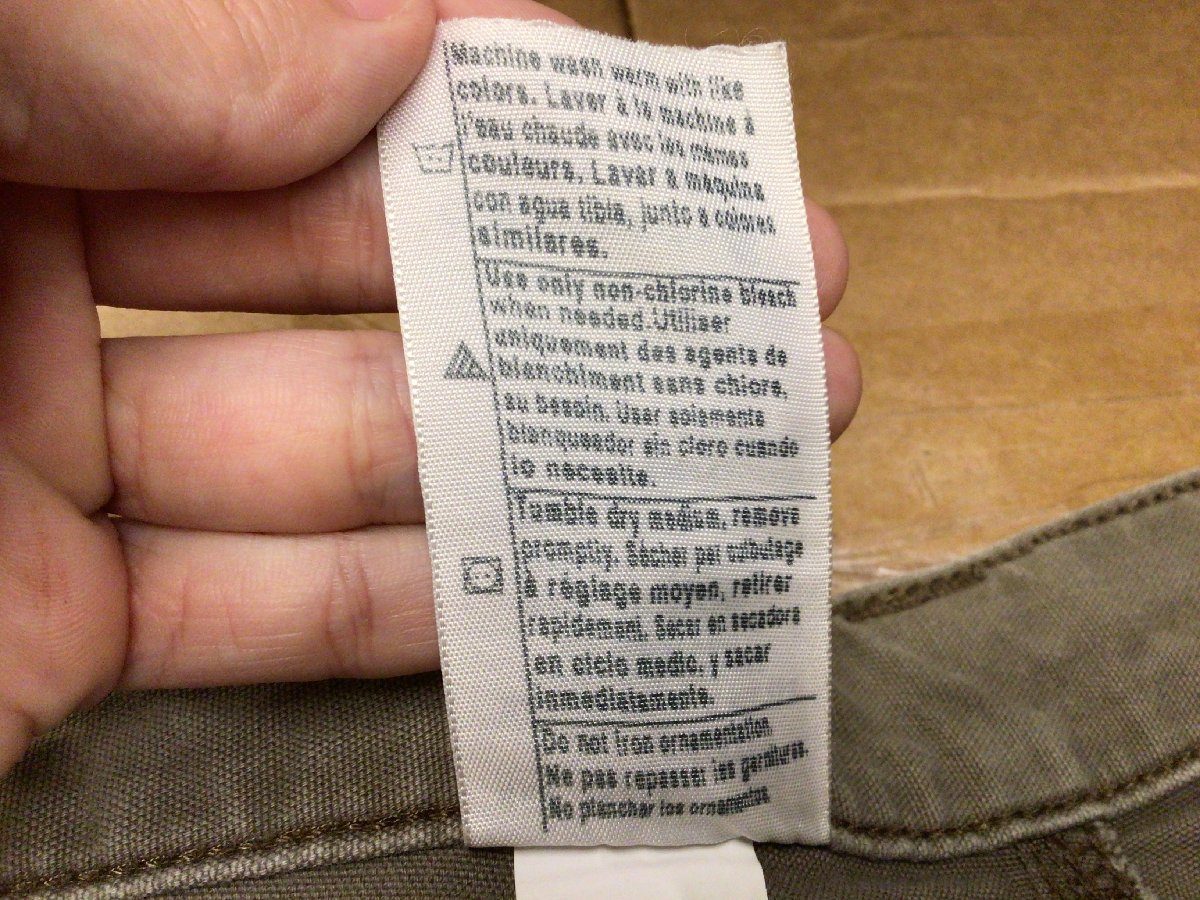 Machine wash warm with like
colors. Laver à la machine à
l'eau chaude avec les mêmes
couleurs. Lavar a maquina
con agua tibia, junto a colores
similares.
Use only non-chlorine bleach
when needed.Utiliser
uniquement des agents de
blanchiment sans chlore,
au besoin. Usar solamente
blanqueador sin cloro cuando
lo necesite.
Tumble dry medium, remove
promptly. Sécher par culbutage
à réglage moyen, retirer
rapidement. Secar en secadora
en ciclo medio, y sacar
inmediatamente.
Do not iron ornamentation
Ne pas repasser les garnitures.
No planchar los ornamentos